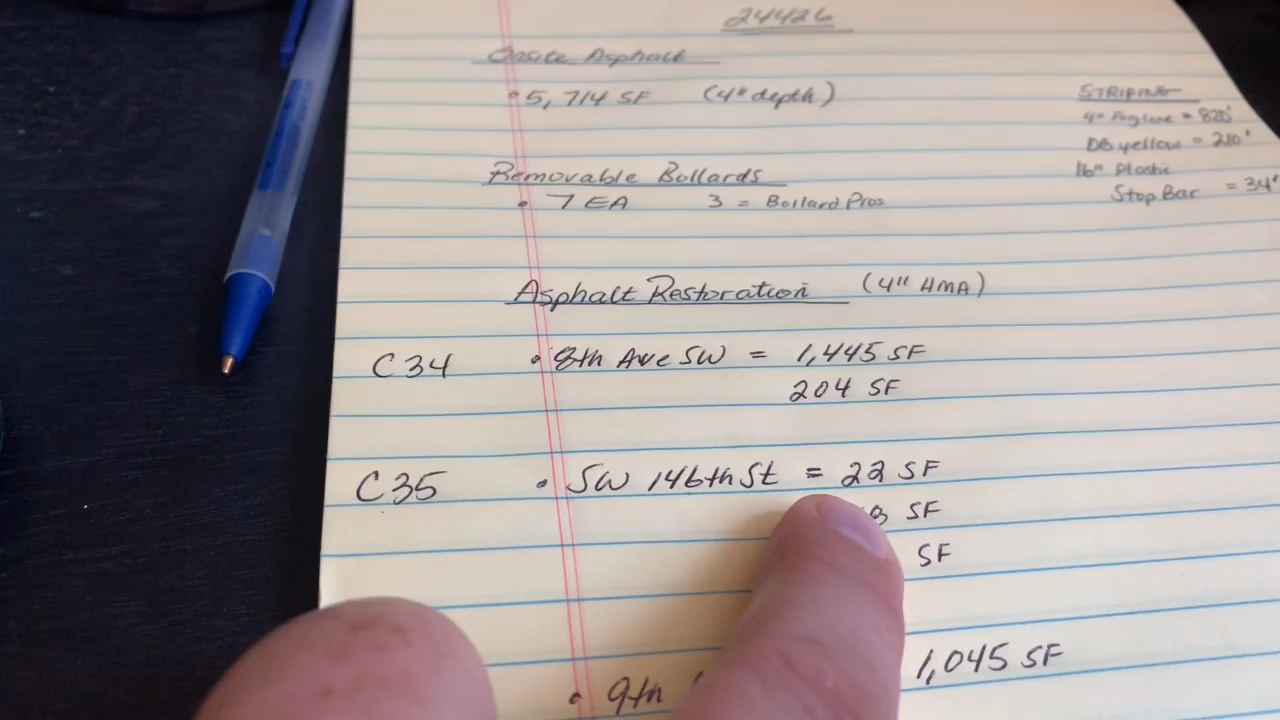 24426
Onsite Asphalt
• 5,714 SF (4" depth)
STRIPING
4" Fog Line = 820'
DB yellow = 210'
16" Plastic
Stop Bar = 34'
Removable Bollards
• 7 EA 3 = Bollard Pros
Asphalt Restoration (4" HMA)
C34 • 8th Ave SW = 1,445 SF
204 SF
C35 • SW 146th St = 22 SF
SF
SF
• 9th 1,045 SF